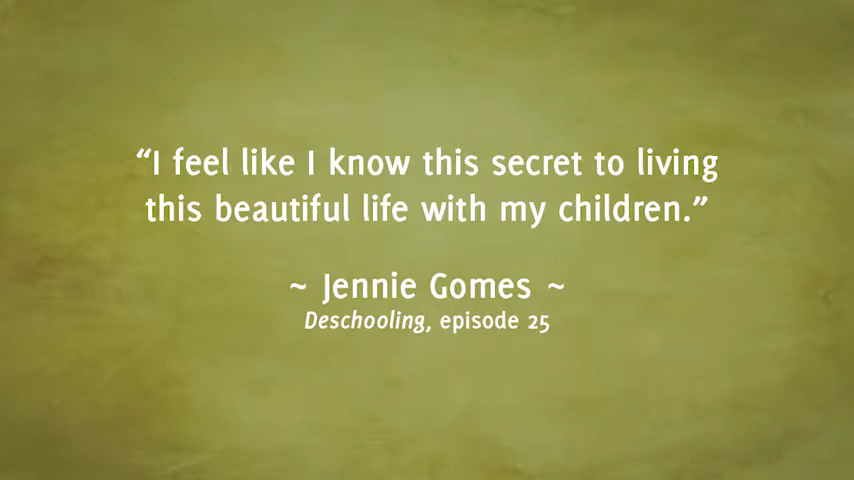 “I feel like I know this secret to living
this beautiful life with my children.”
~ Jennie Gomes ~
Deschooling, episode 25